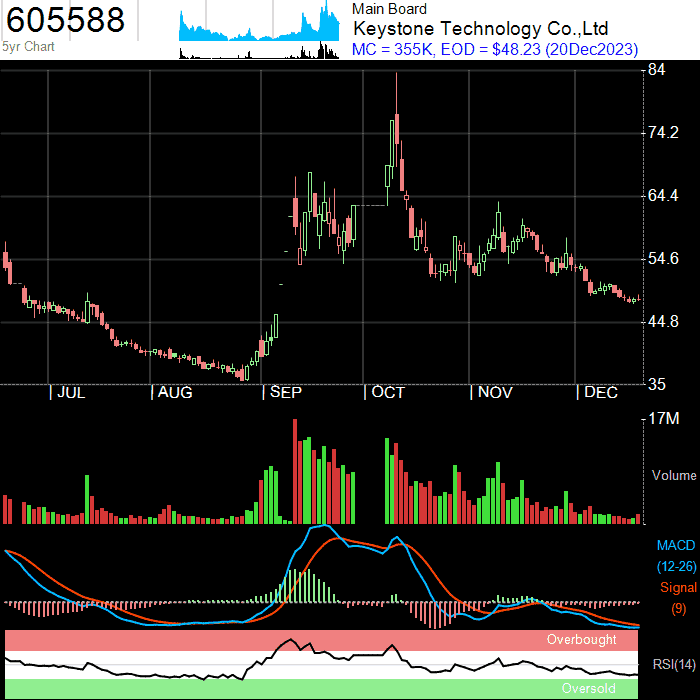 605588
5yr Chart
Main Board
Keystone Technology Co.,Ltd
MC = 355K, EOD = $48.23 (20Dec2023)
84
74.2
64.4
54.6
44.8
35
| JUL | AUG | SEP | OCT | NOV | DEC
17M
Volume
MACD
(12-26)
Signal
(9)
Overbought
RSI(14)
Oversold